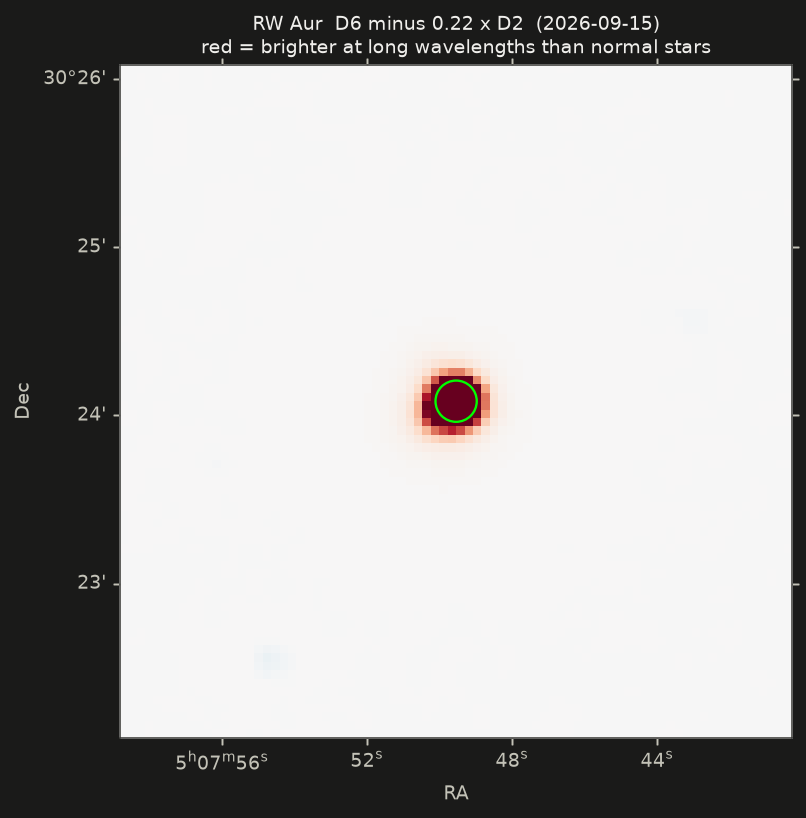 RW Aur  D6 minus 0.22 x D2  (2026-09-15)
red = brighter at long wavelengths than normal stars
30°26'
25'
24'
23'
Dec
5ʰ07ᵐ56ˢ
52ˢ
48ˢ
44ˢ
RA